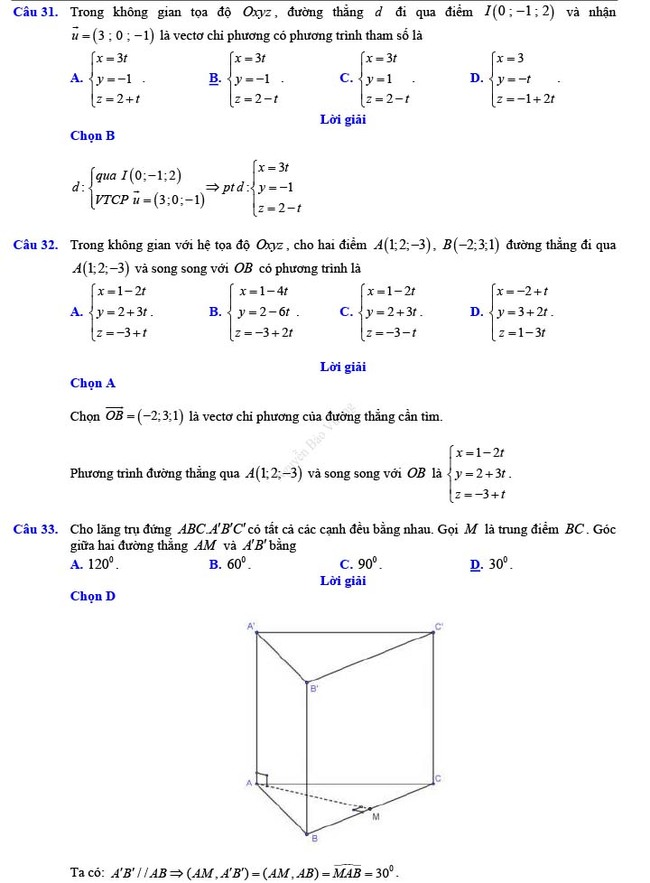 Câu 31. Trong không gian tọa độ Oxyz, đường thẳng d đi qua điểm I(0 ; −1 ; 2) và nhận
u⃗ = (3 ; 0 ; −1) là vectơ chỉ phương có phương trình tham số là
A. {x = 3t; y = −1; z = 2 + t}. B. {x = 3t; y = −1; z = 2 − t}. C. {x = 3t; y = 1; z = 2 − t}. D. {x = 3; y = −t; z = −1 + 2t}.
Lời giải
Chọn B
d: {qua I(0;−1;2); VTCP u⃗ = (3;0;−1)} ⇒ pt d: {x = 3t; y = −1; z = 2 − t}
Câu 32. Trong không gian với hệ tọa độ Oxyz, cho hai điểm A(1;2;−3), B(−2;3;1) đường thẳng đi qua
A(1;2;−3) và song song với OB có phương trình là
A. {x = 1 − 2t; y = 2 + 3t; z = −3 + t}. B. {x = 1 − 4t; y = 2 − 6t; z = −3 + 2t}. C. {x = 1 − 2t; y = 2 + 3t; z = −3 − t}. D. {x = −2 + t; y = 3 + 2t; z = 1 − 3t}.
Lời giải
Chọn A
Chọn OB⃗ = (−2;3;1) là vectơ chỉ phương của đường thẳng cần tìm.
Phương trình đường thẳng qua A(1;2;−3) và song song với OB là {x = 1 − 2t; y = 2 + 3t; z = −3 + t}.
Câu 33. Cho lăng trụ đứng ABC.A'B'C' có tất cả các cạnh đều bằng nhau. Gọi M là trung điểm BC. Góc
giữa hai đường thẳng AM và A'B' bằng
A. 120⁰. B. 60⁰. C. 90⁰. D. 30⁰.
Lời giải
Chọn D
A' C'
B'
A C
M
B
Ta có: A'B' // AB ⇒ (AM, A'B') = (AM, AB) = MAB = 30⁰.